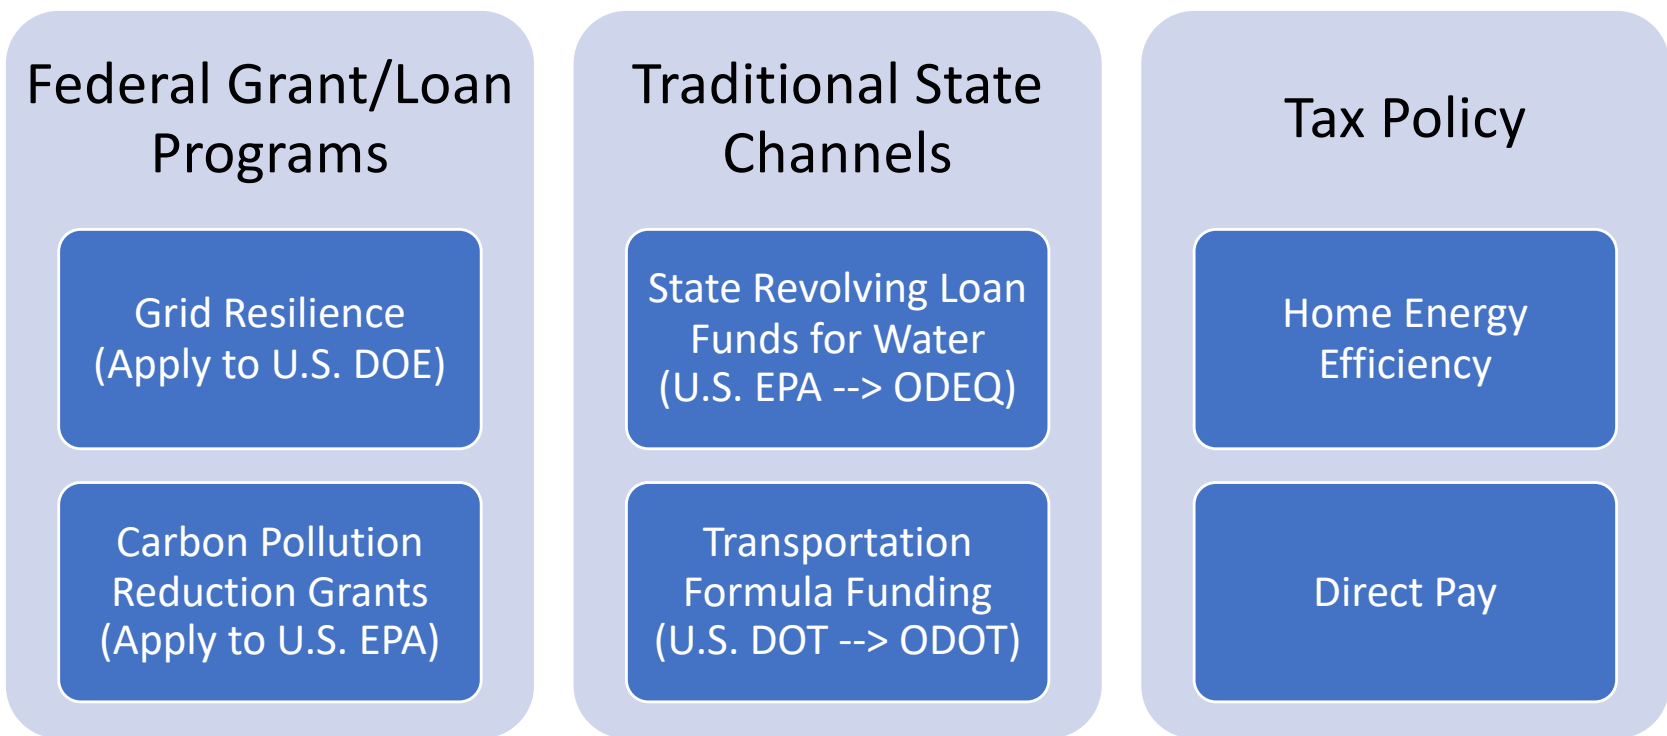 Federal Grant/Loan
Programs
Grid Resilience
(Apply to U.S. DOE)
Carbon Pollution
Reduction Grants
(Apply to U.S. EPA)
Traditional State
Channels
State Revolving Loan
Funds for Water
(U.S. EPA --> ODEQ)
Transportation
Formula Funding
(U.S. DOT --> ODOT)
Tax Policy
Home Energy
Efficiency
Direct Pay